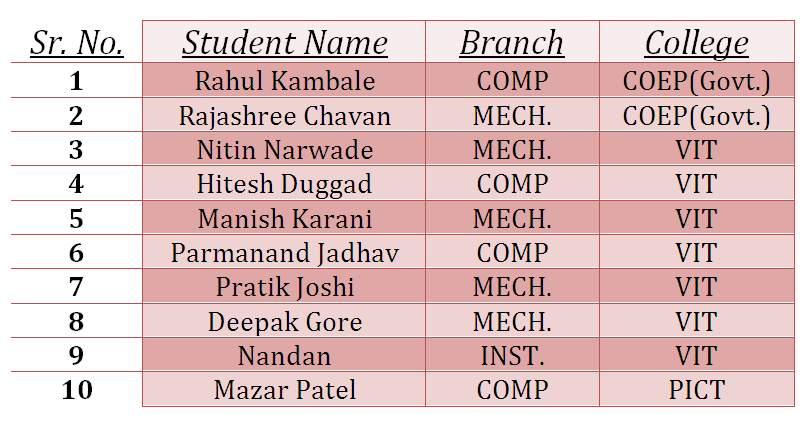 Sr. No. Student Name Branch College
1 Rahul Kambale COMP COEP(Govt.)
2 Rajashree Chavan MECH. COEP(Govt.)
3 Nitin Narwade MECH. VIT
4 Hitesh Duggad COMP VIT
5 Manish Karani MECH. VIT
6 Parmanand Jadhav COMP VIT
7 Pratik Joshi MECH. VIT
8 Deepak Gore MECH. VIT
9 Nandan INST. VIT
10 Mazar Patel COMP PICT